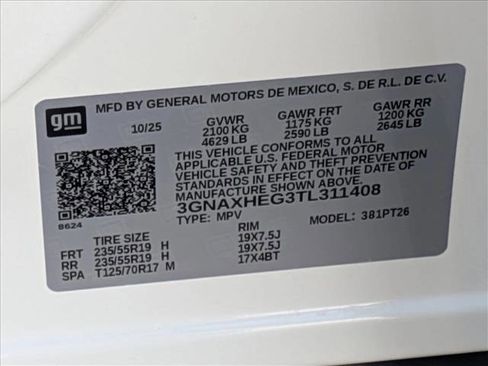 gm
MFD BY GENERAL MOTORS DE MEXICO, S. DE R.L. DE C.V.
10/25 GVWR GAWR FRT GAWR RR
2100 KG 1175 KG 1200 KG
4629 LB 2590 LB 2645 LB
THIS VEHICLE CONFORMS TO ALL
APPLICABLE U.S. FEDERAL MOTOR
VEHICLE SAFETY AND THEFT PREVENTION
STANDARDS IN EFFECT ON THE DATE OF
MANUFACTURE SHOWN ABOVE.
3GNAXHEG3TL311408
8624 TYPE: MPV MODEL: 381PT26
TIRE SIZE RIM
FRT 235/55R19 H 19X7.5J
RR 235/55R19 H 19X7.5J
SPA T125/70R17 M 17X4BT